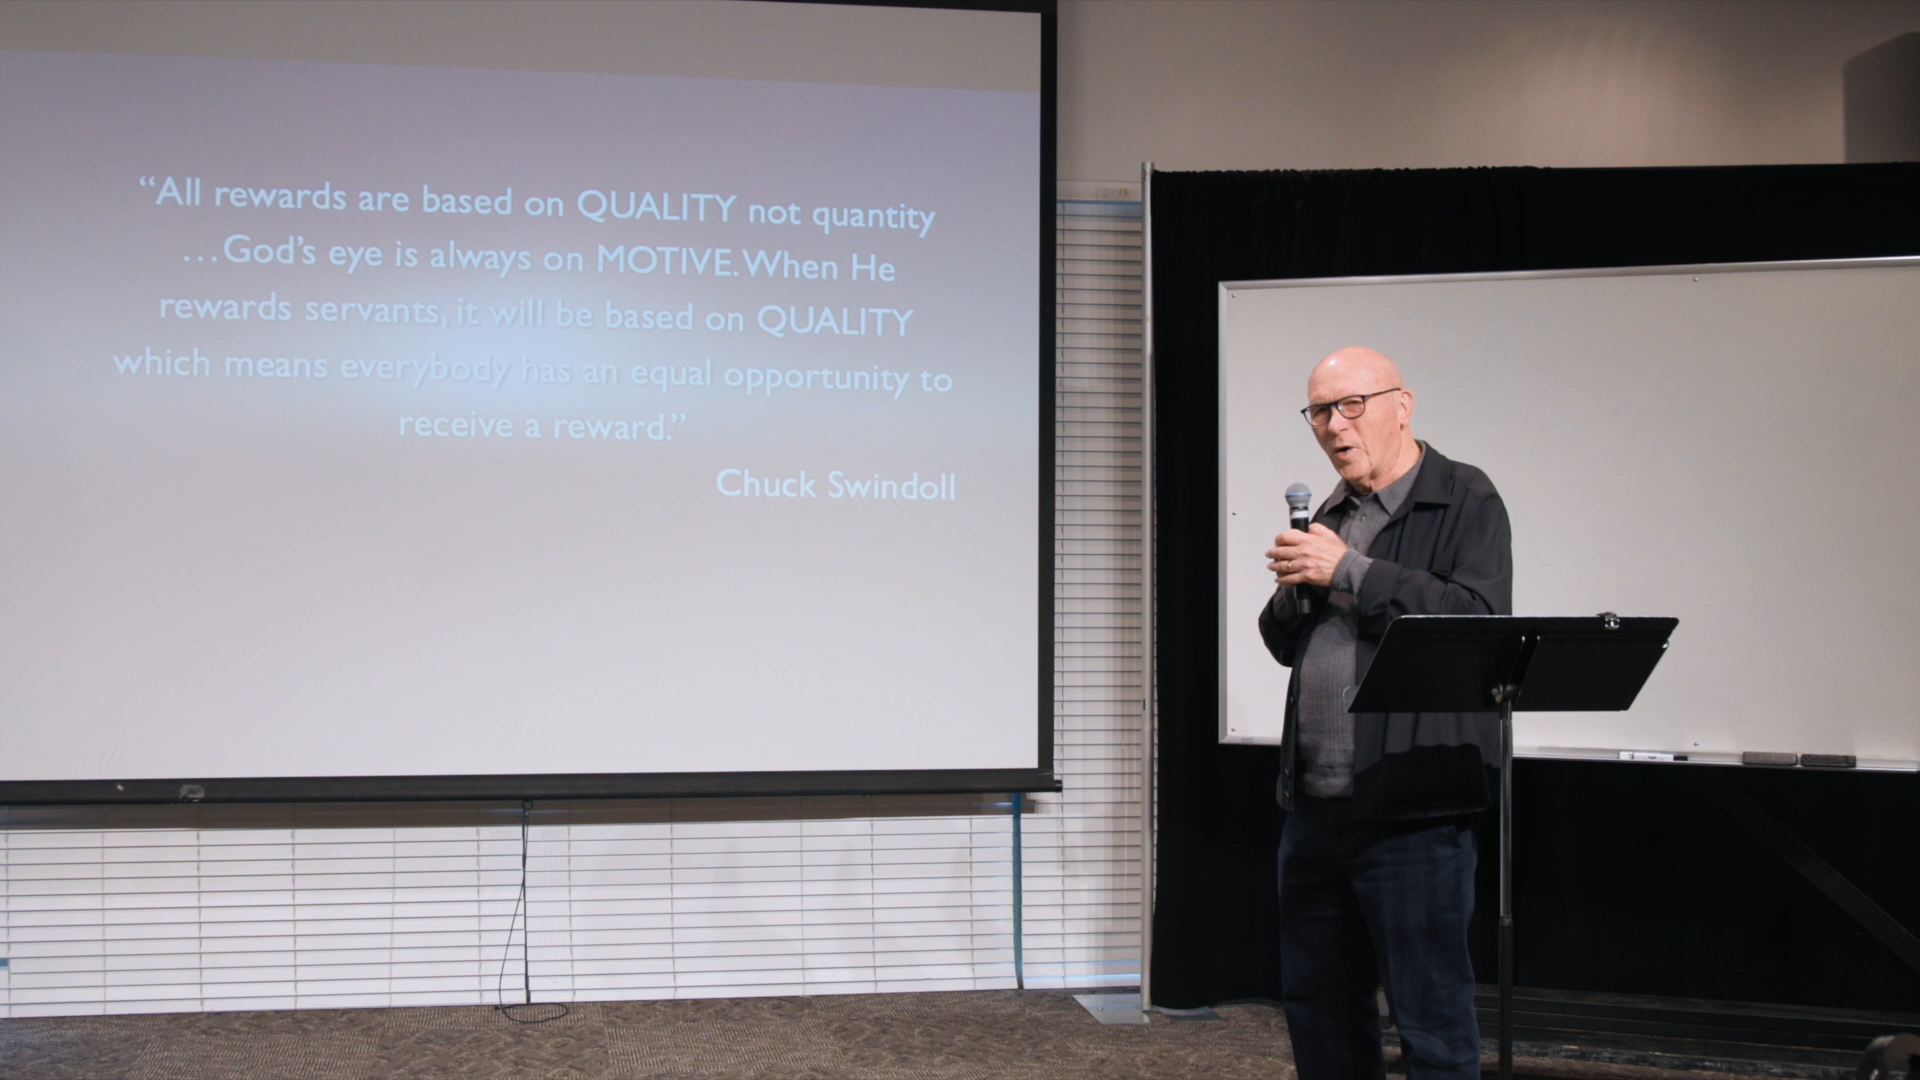 “All rewards are based on QUALITY not quantity
…God’s eye is always on MOTIVE. When He
rewards servants, it will be based on QUALITY
which means everybody has an equal opportunity to
receive a reward.”
Chuck Swindoll